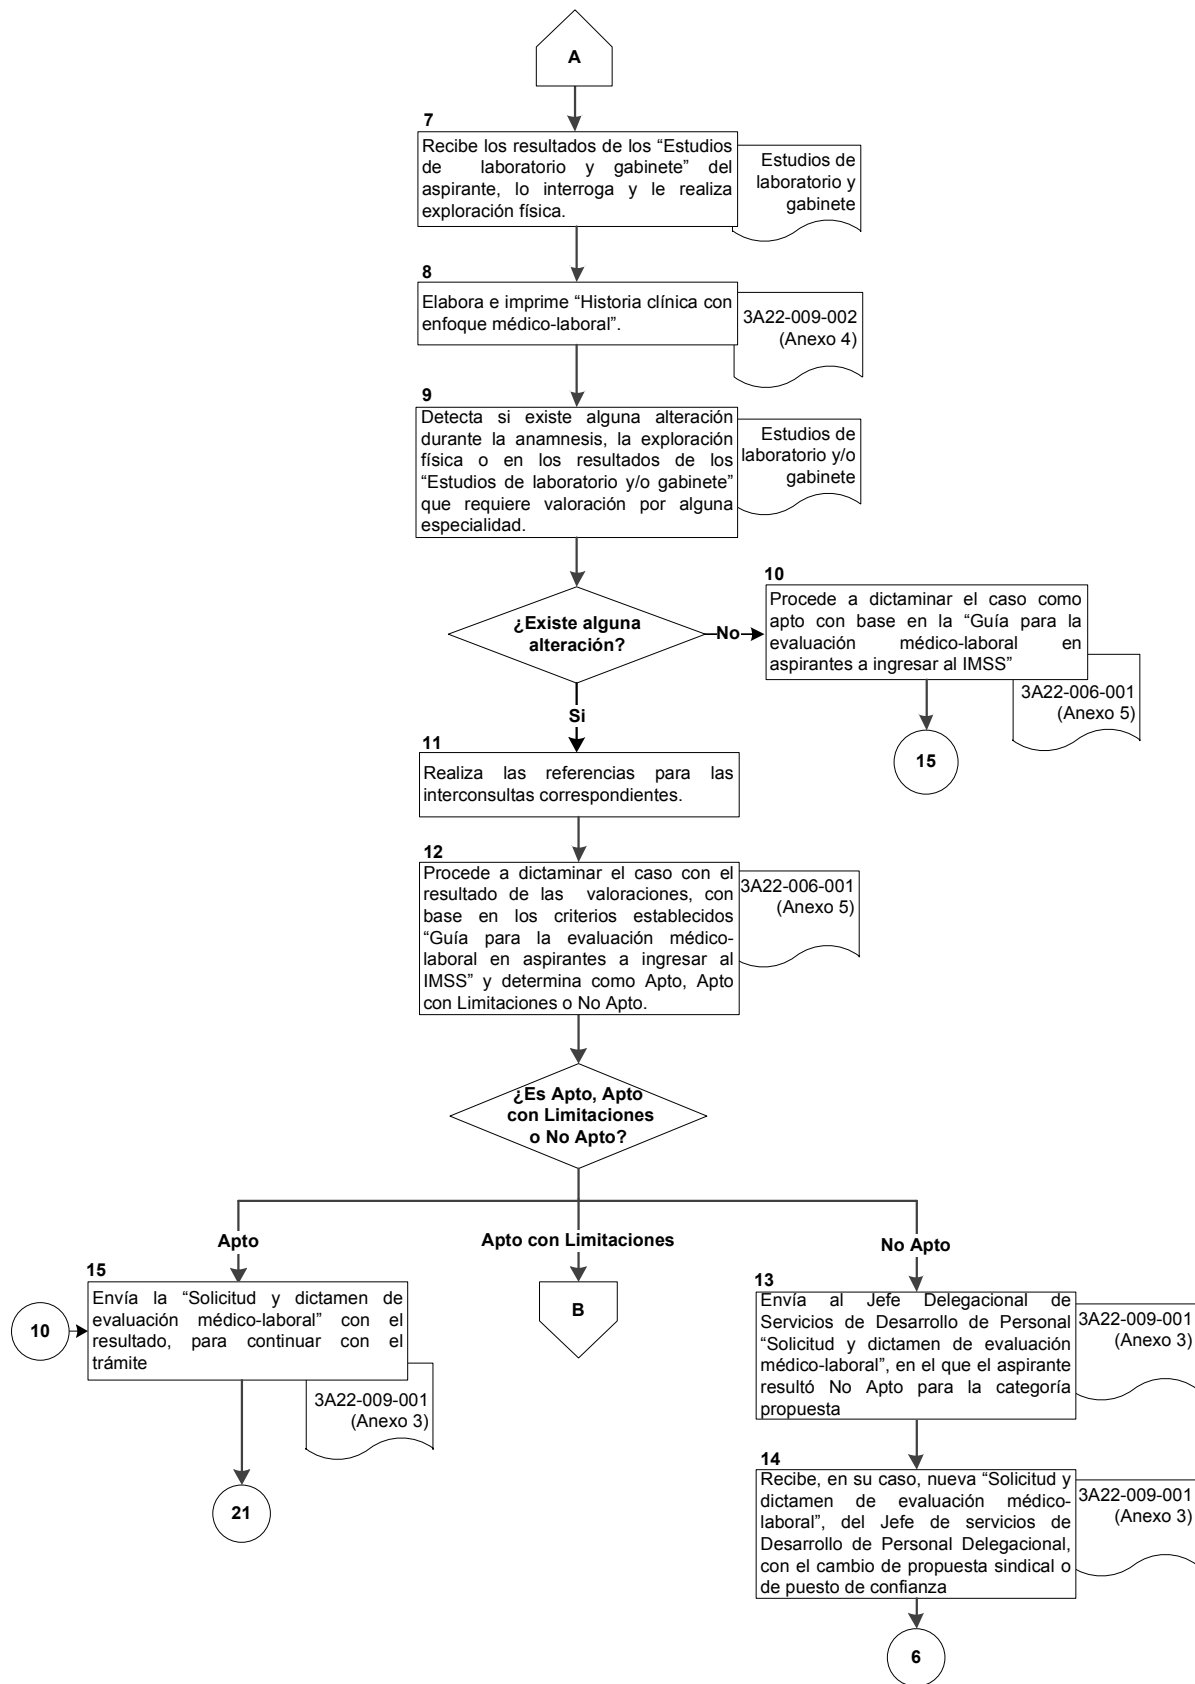 A
7
Recibe los resultados de los “Estudios
de laboratorio y gabinete” del
aspirante, lo interroga y le realiza
exploración física.
Estudios de
laboratorio y
gabinete
8
Elabora e imprime “Historia clínica con
enfoque médico-laboral”.
3A22-009-002
(Anexo 4)
9
Detecta si existe alguna alteración
durante la anamnesis, la exploración
física o en los resultados de los
“Estudios de laboratorio y/o gabinete”
que requiere valoración por alguna
especialidad.
Estudios de
laboratorio y/o
gabinete
¿Existe alguna
alteración?
No
10
Procede a dictaminar el caso como
apto con base en la “Guía para la
evaluación médico-laboral en
aspirantes a ingresar al IMSS”
3A22-006-001
(Anexo 5)
15
Si
11
Realiza las referencias para las
interconsultas correspondientes.
12
Procede a dictaminar el caso con el
resultado de las valoraciones, con
base en los criterios establecidos
“Guía para la evaluación médico-
laboral en aspirantes a ingresar al
IMSS” y determina como Apto, Apto
con Limitaciones o No Apto.
3A22-006-001
(Anexo 5)
¿Es Apto, Apto
con Limitaciones
o No Apto?
Apto
Apto con Limitaciones
No Apto
15
Envía la “Solicitud y dictamen de
evaluación médico-laboral” con el
resultado, para continuar con el
trámite
10
3A22-009-001
(Anexo 3)
21
B
13
Envía al Jefe Delegacional de
Servicios de Desarrollo de Personal
“Solicitud y dictamen de evaluación
médico-laboral”, en el que el aspirante
resultó No Apto para la categoría
propuesta
3A22-009-001
(Anexo 3)
14
Recibe, en su caso, nueva “Solicitud y
dictamen de evaluación médico-
laboral”, del Jefe de servicios de
Desarrollo de Personal Delegacional,
con el cambio de propuesta sindical o
de puesto de confianza
3A22-009-001
(Anexo 3)
6